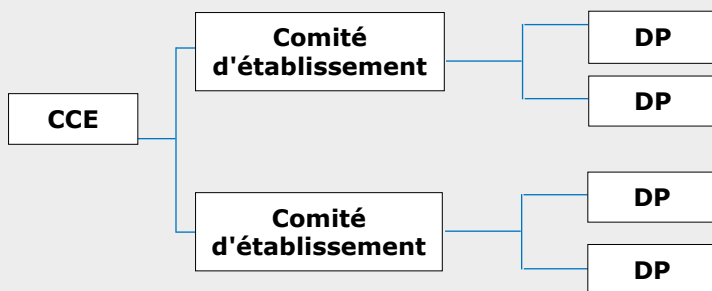 CCE
Comité
d'établissement
DP
DP
Comité
d'établissement
DP
DP